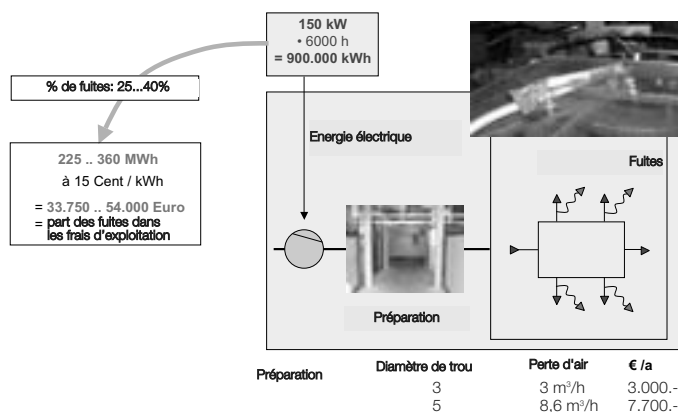 150 kW
• 6000 h
= 900.000 kWh
% de fuites: 25...40%
225 .. 360 MWh
à 15 Cent / kWh
= 33.750 .. 54.000 Euro
= part des fuites dans
les frais d'exploitation
Energie électrique
Fuites
Préparation
Préparation Diamètre de trou Perte d'air € /a
3 3 m³/h 3.000.-
5 8,6 m³/h 7.700.-